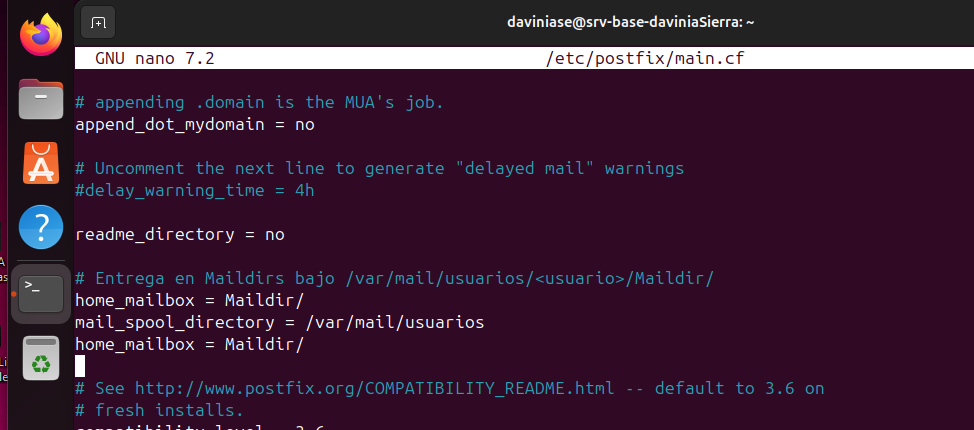 daviniase@srv-base-daviniaSierra: ~
GNU nano 7.2 /etc/postfix/main.cf
# appending .domain is the MUA's job.
append_dot_mydomain = no
# Uncomment the next line to generate "delayed mail" warnings
#delay_warning_time = 4h
readme_directory = no
# Entrega en Maildirs bajo /var/mail/usuarios/<usuario>/Maildir/
home_mailbox = Maildir/
mail_spool_directory = /var/mail/usuarios
home_mailbox = Maildir/
# See http://www.postfix.org/COMPATIBILITY_README.html -- default to 3.6 on
# fresh installs.